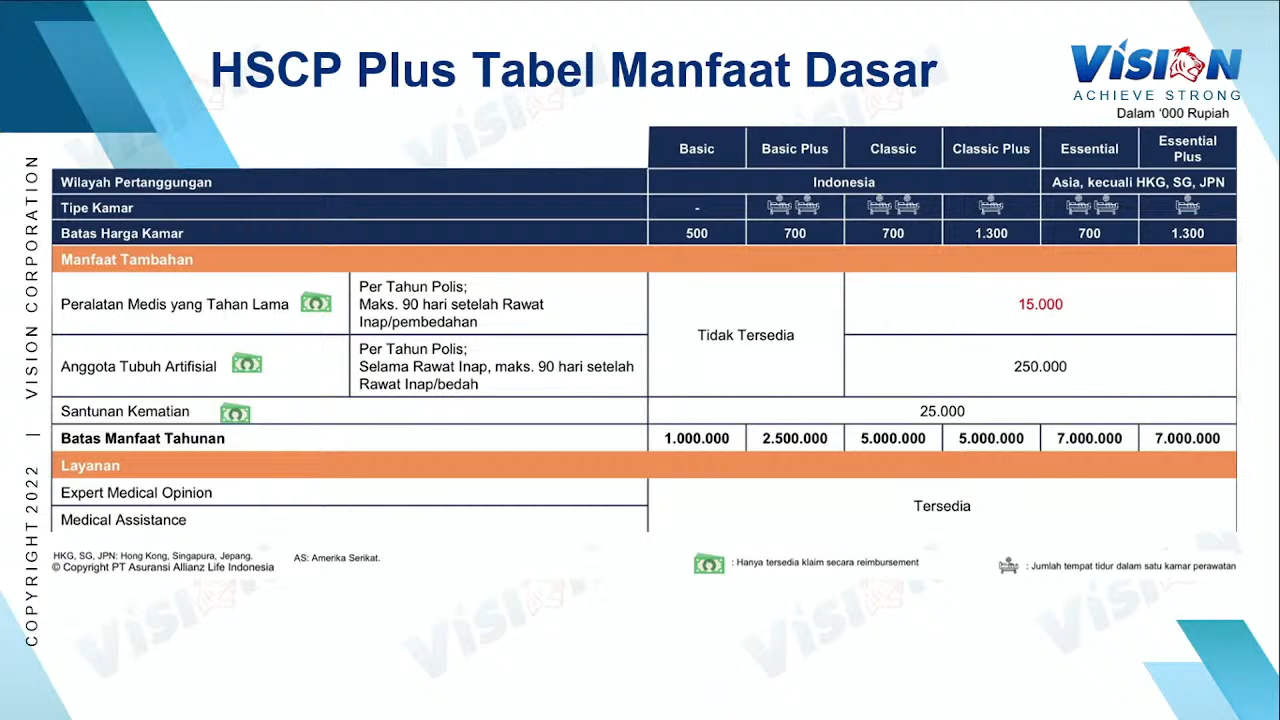 HSCP Plus Tabel Manfaat Dasar
VISION
ACHIEVE STRONG
Dalam '000 Rupiah
Basic
Basic Plus
Classic
Classic Plus
Essential
Essential
Plus
Wilayah Pertanggungan
Indonesia
Asia, kecuali HKG, SG, JPN
Tipe Kamar
-
Batas Harga Kamar
500
700
700
1.300
700
1.300
Manfaat Tambahan
Peralatan Medis yang Tahan Lama
Per Tahun Polis;
Maks. 90 hari setelah Rawat
Inap/pembedahan
Tidak Tersedia
15.000
Anggota Tubuh Artifisial
Per Tahun Polis;
Selama Rawat Inap, maks. 90 hari setelah
Rawat Inap/bedah
250.000
Santunan Kematian
25.000
Batas Manfaat Tahunan
1.000.000
2.500.000
5.000.000
5.000.000
7.000.000
7.000.000
Layanan
Expert Medical Opinion
Medical Assistance
Tersedia
HKG, SG, JPN: Hong Kong, Singapura, Jepang.
AS: Amerika Serikat.
© Copyright PT Asuransi Allianz Life Indonesia
: Hanya tersedia klaim secara reimbursement
: Jumlah tempat tidur dalam satu kamar perawatan
COPYRIGHT 2022 | VISION CORPORATION